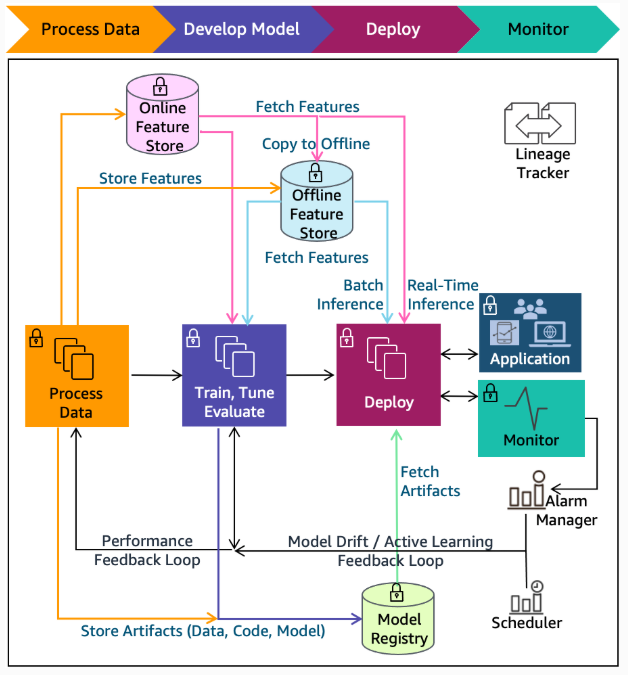 Process Data
Develop Model
Deploy
Monitor
Online
Feature
Store
Fetch Features
Copy to Offline
Lineage
Tracker
Store Features
Offline
Feature
Store
Fetch Features
Batch
Inference
Real-Time
Inference
Application
Process
Data
Train, Tune
Evaluate
Deploy
Monitor
Fetch
Artifacts
Alarm
Manager
Performance
Feedback Loop
Model Drift / Active Learning
Feedback Loop
Scheduler
Store Artifacts (Data, Code, Model)
Model
Registry